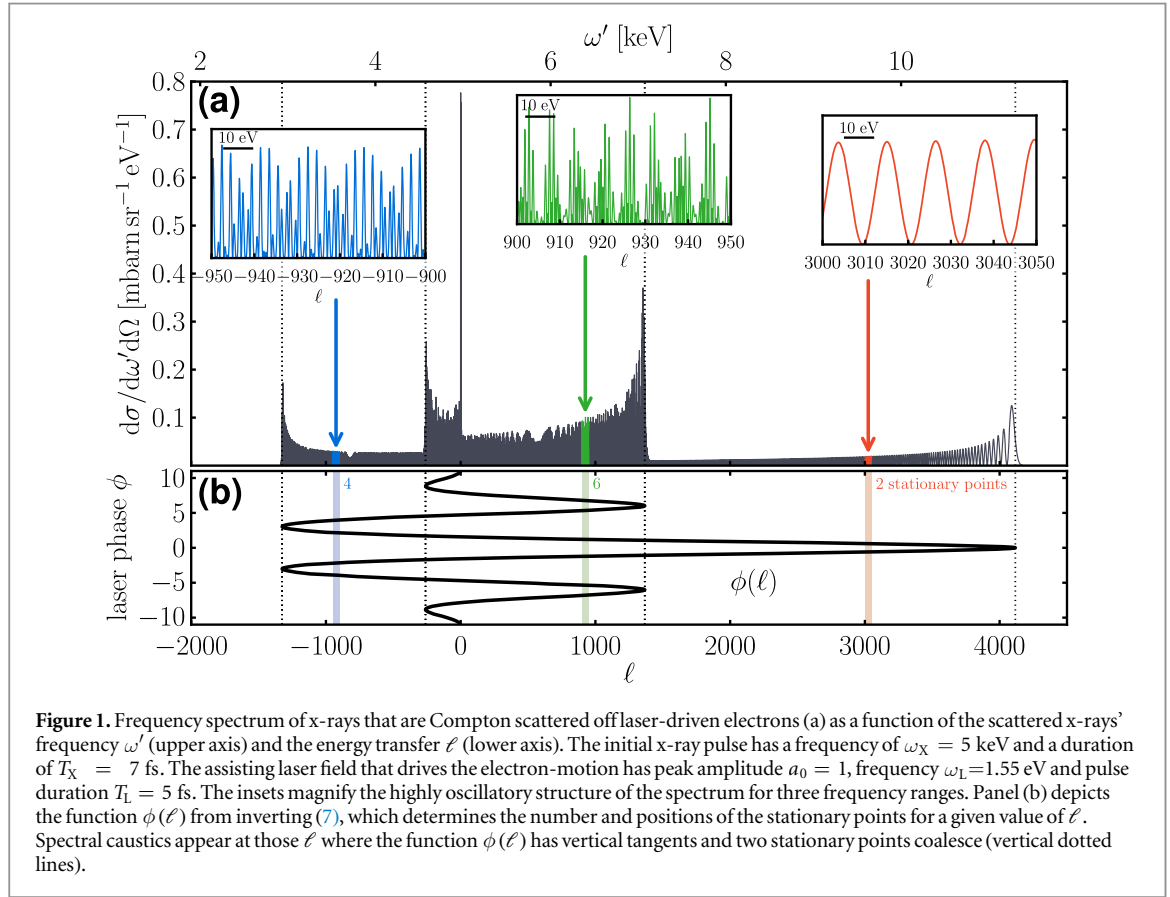 ω′ [keV]
2 4 6 8 10
(a)
dσ/dω′dΩ [mbarn sr⁻¹ eV⁻¹]
0.8
0.7
0.6
0.5
0.4
0.3
0.2
0.1
10 eV
−950 −940 −930 −920 −910 −900
ℓ
10 eV
900 910 920 930 940 950
ℓ
10 eV
3000 3010 3020 3030 3040 3050
ℓ
(b)
laser phase ϕ
10
5
0
−5
−10
4
6
2 stationary points
ϕ(ℓ)
−2000 −1000 0 1000 2000 3000 4000
ℓ
Figure 1. Frequency spectrum of x-rays that are Compton scattered off laser-driven electrons (a) as a function of the scattered x-rays’
frequency ω′ (upper axis) and the energy transfer ℓ (lower axis). The initial x-ray pulse has a frequency of ωX = 5 keV and a duration
of TX = 7 fs. The assisting laser field that drives the electron-motion has peak amplitude a0 = 1, frequency ωL=1.55 eV and pulse
duration TL = 5 fs. The insets magnify the highly oscillatory structure of the spectrum for three frequency ranges. Panel (b) depicts
the function ϕ(ℓ) from inverting (7), which determines the number and positions of the stationary points for a given value of ℓ.
Spectral caustics appear at those ℓ where the function ϕ(ℓ) has vertical tangents and two stationary points coalesce (vertical dotted
lines).